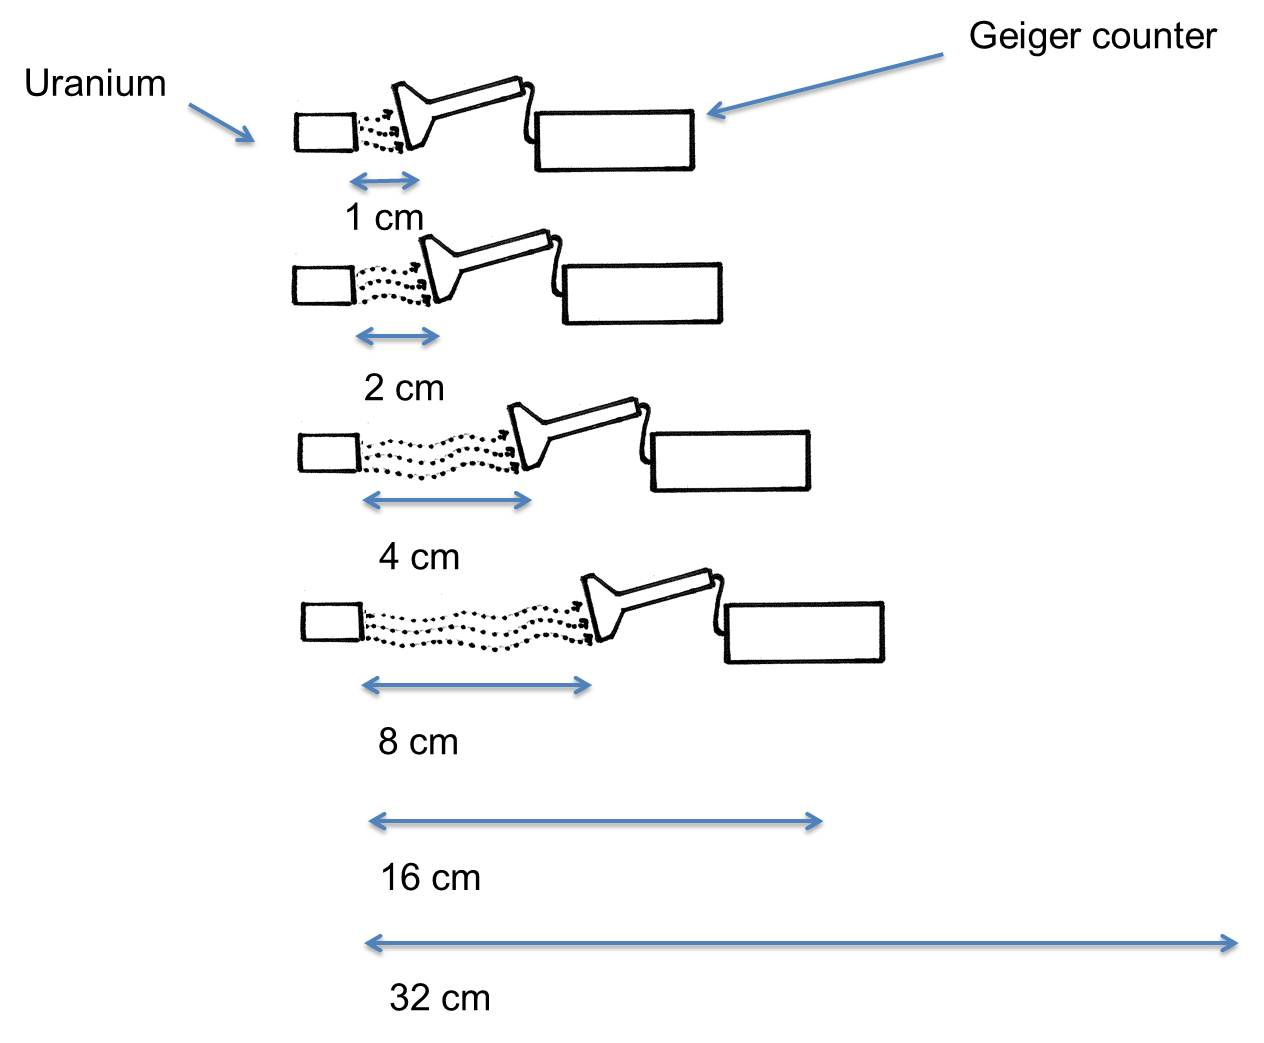 Geiger counter
Uranium
1 cm
2 cm
4 cm
8 cm
16 cm
32 cm